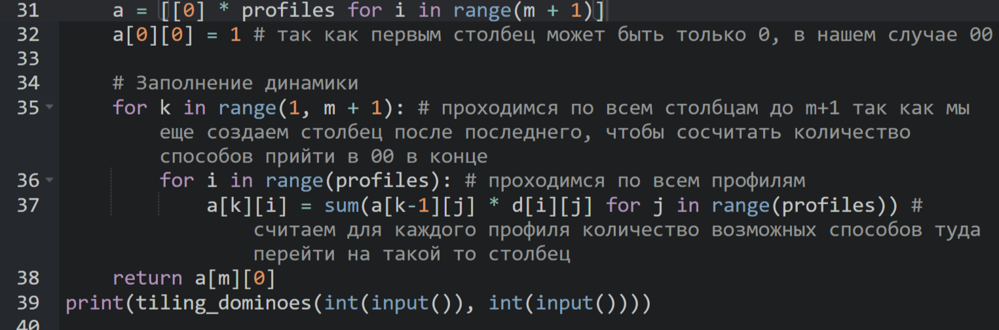 31 a = [[0] * profiles for i in range(m + 1)]
32 a[0][0] = 1 # так как первым столбец может быть только 0, в нашем случае 00
33
34 # Заполнение динамики
35 for k in range(1, m + 1): # проходимся по всем столбцам до m+1 так как мы
еще создаем столбец после последнего, чтобы сосчитать количество
способов прийти в 00 в конце
36 for i in range(profiles): # проходимся по всем профилям
37 a[k][i] = sum(a[k-1][j] * d[i][j] for j in range(profiles)) #
считаем для каждого профиля количество возможных способов туда
перейти на такой то столбец
38 return a[m][0]
39 print(tiling_dominoes(int(input()), int(input())))
40